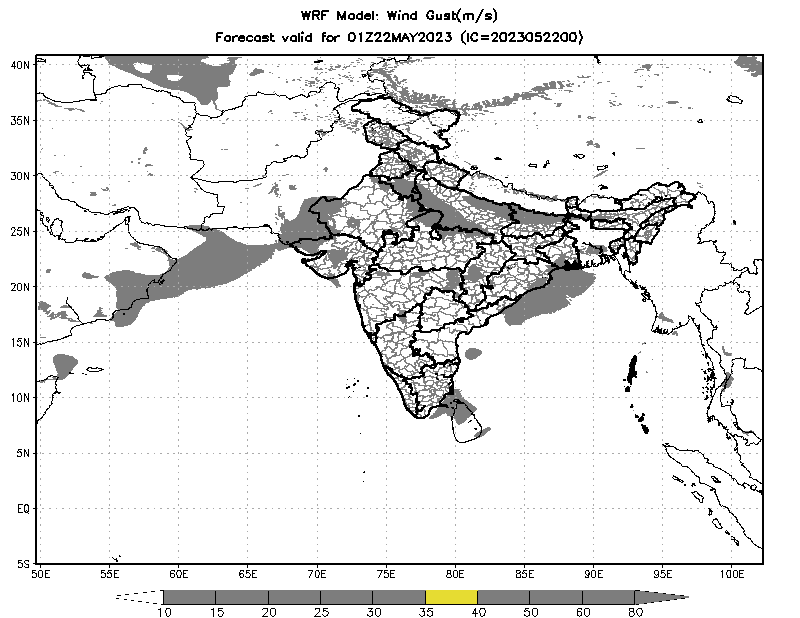 WRF Model: Wind Gust(m/s)
Forecast valid for 01Z22MAY2023 (IC=2023052200)
40N
35N
30N
25N
20N
15N
10N
5N
EQ
5S
50E 55E 60E 65E 70E 75E 80E 85E 90E 95E 100E
10 15 20 25 30 35 40 50 60 80